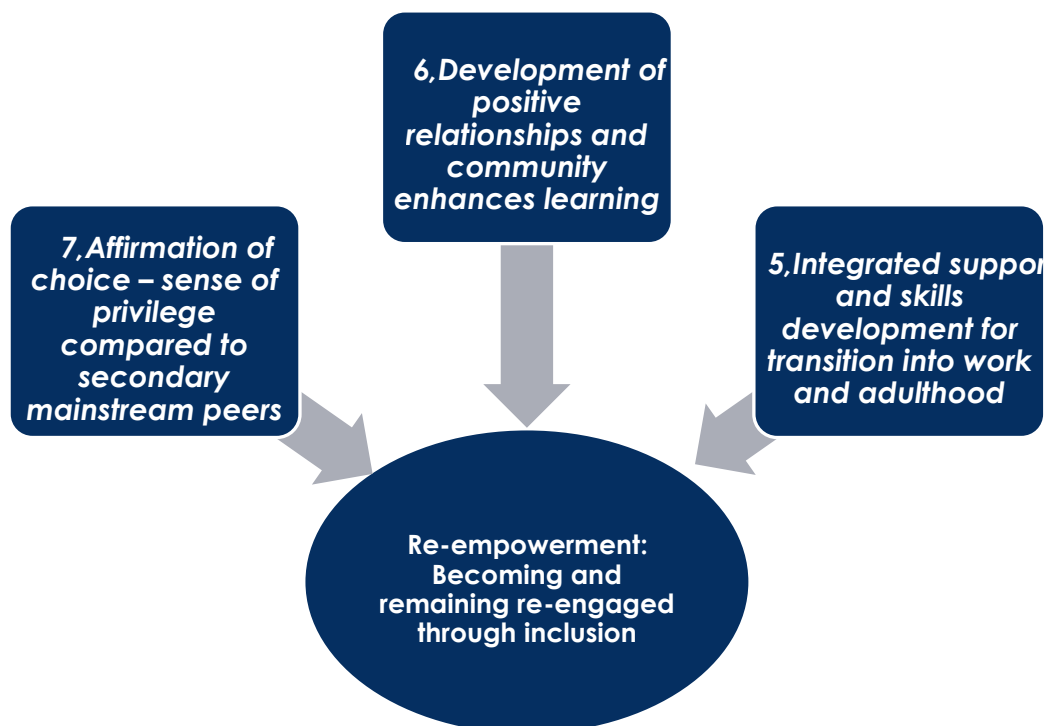 6,Development of
positive
relationships and
community
enhances learning
7,Affirmation of
choice – sense of
privilege
compared to
secondary
mainstream peers
5,Integrated suppor
and skills
development for
transition into work
and adulthood
Re-empowerment:
Becoming and
remaining re-engaged
through inclusion